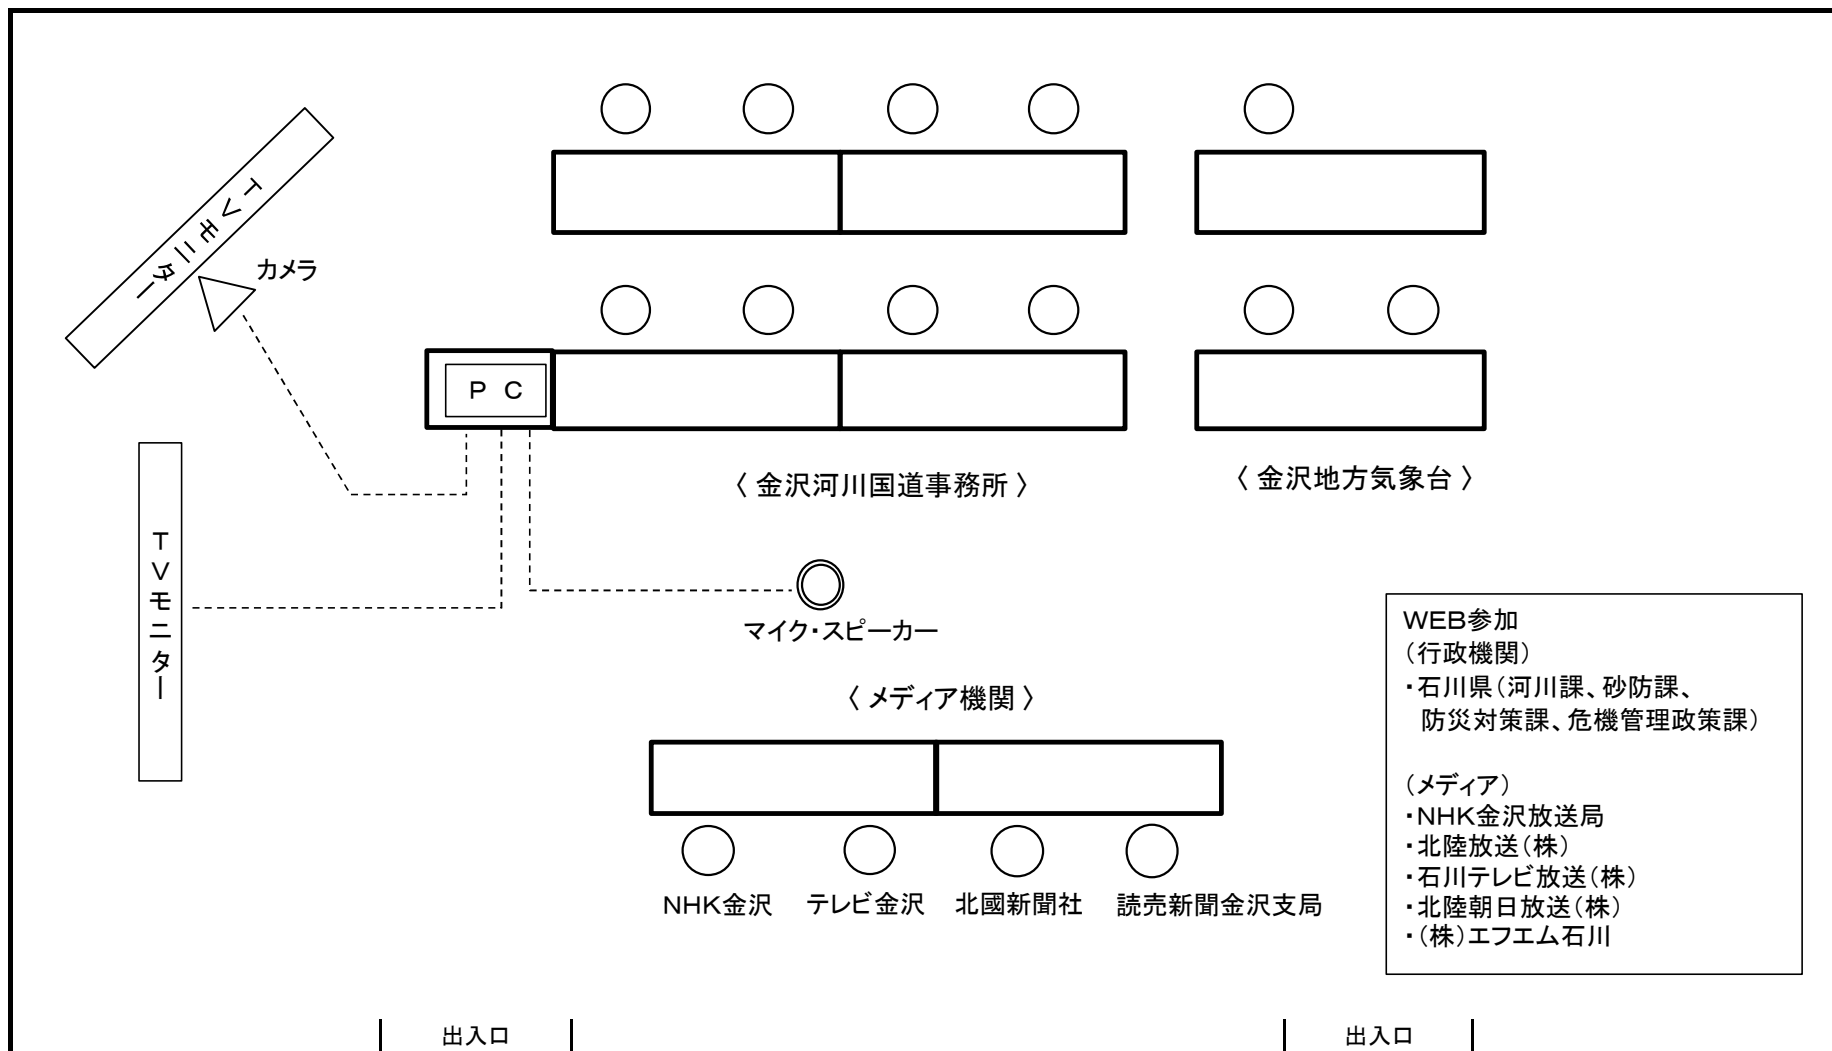 TVモニター
カメラ
PC
〈 金沢河川国道事務所 〉
〈 金沢地方気象台 〉
TVモニター
マイク・スピーカー
〈 メディア機関 〉
NHK金沢
テレビ金沢
北國新聞社
読売新聞金沢支局
WEB参加
（行政機関）
・石川県（河川課、砂防課、
防災対策課、危機管理政策課）
（メディア）
・NHK金沢放送局
・北陸放送（株）
・石川テレビ放送（株）
・北陸朝日放送（株）
・（株）エフエム石川
出入口
出入口